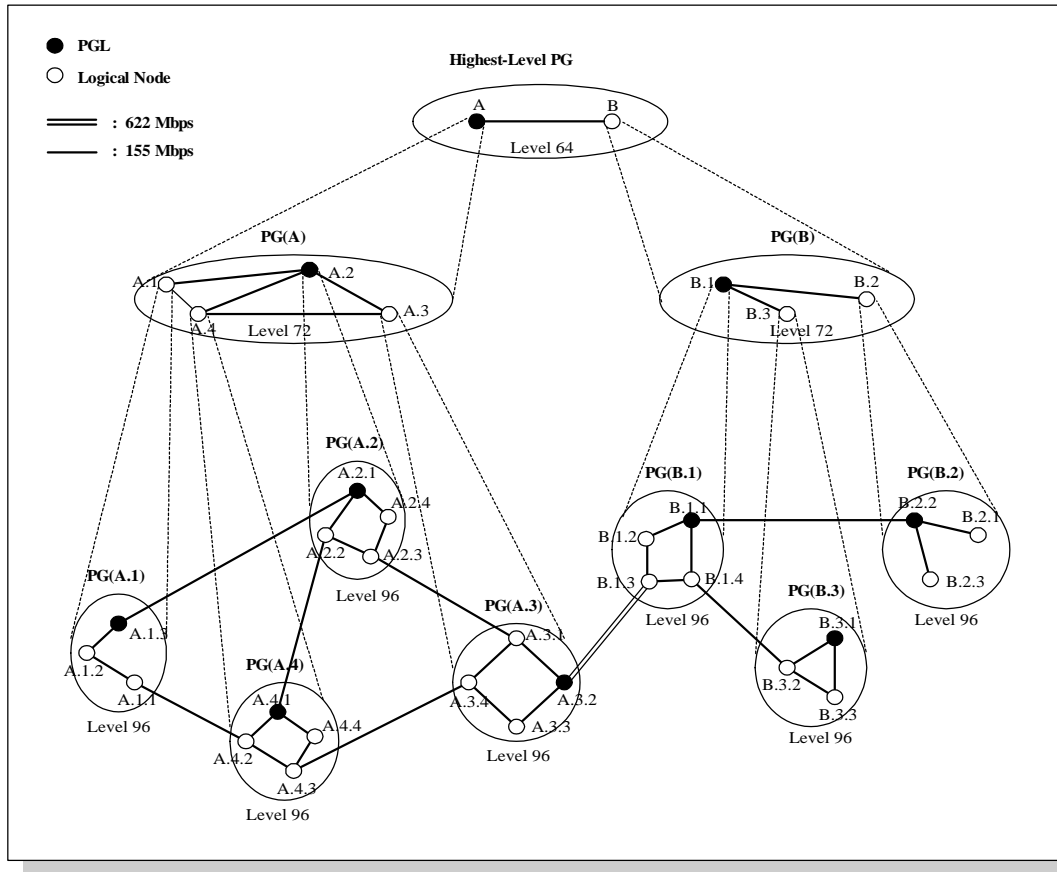 PGL
Logical Node
: 622 Mbps
: 155 Mbps
Highest-Level PG
A
B
Level 64
PG(A)
A.1
A.2
A.4
A.3
Level 72
PG(B)
B.1
B.2
B.3
Level 72
PG(A.2)
A.2.1
A.2.4
A.2.2
A.2.3
Level 96
PG(A.1)
A.1.3
A.1.2
A.1.1
Level 96
PG(A.4)
A.4.1
A.4.4
A.4.2
A.4.3
Level 96
PG(A.3)
A.3.1
A.3.4
A.3.2
A.3.3
Level 96
PG(B.1)
B.1.1
B.1.2
B.1.3
B.1.4
Level 96
PG(B.2)
B.2.2
B.2.1
B.2.3
Level 96
PG(B.3)
B.3.1
B.3.2
B.3.3
Level 96